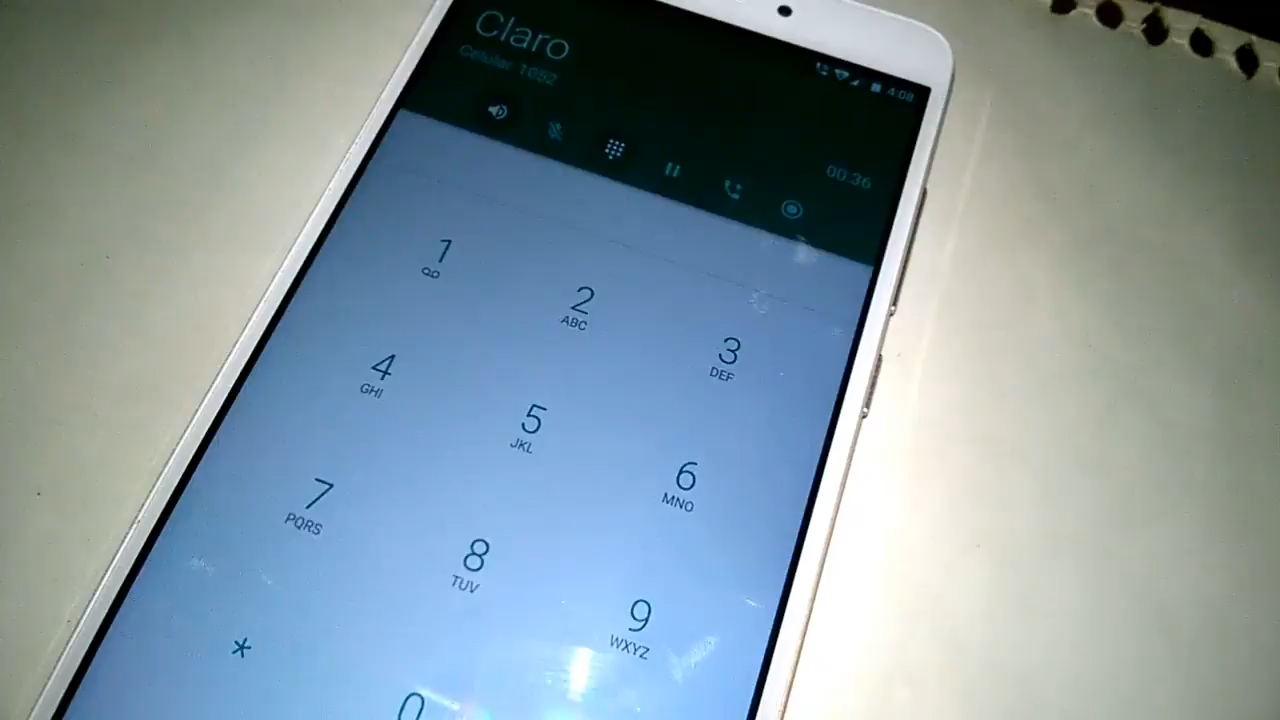 Claro
Celular 1052
4:08
00:36
1
2
ABC
3
DEF
4
GHI
5
JKL
6
MNO
7
PQRS
8
TUV
9
WXYZ
*
0